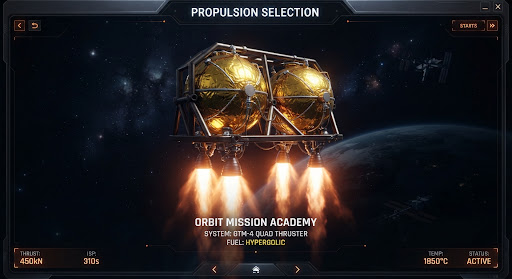 PROPULSION SELECTION
STARTS
ORBIT MISSION ACADEMY
SYSTEM: GTM-4 QUAD THRUSTER
FUEL: HYPERGOLIC
THRUST: ISP:
450kN 310s
TEMP: STATUS:
1850°C ACTIVE